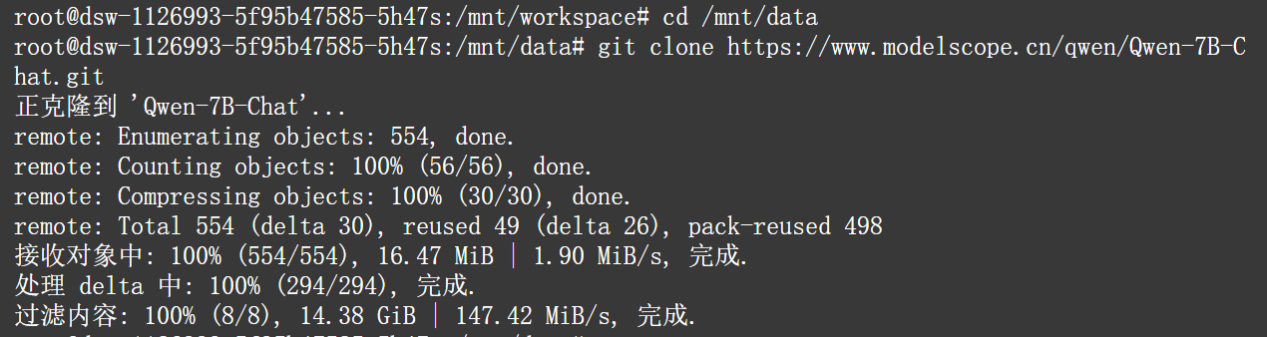 root@dsw-1126993-5f95b47585-5h47s:/mnt/workspace# cd /mnt/data
root@dsw-1126993-5f95b47585-5h47s:/mnt/data# git clone https://www.modelscope.cn/qwen/Qwen-7B-C
hat.git
正克隆到 'Qwen-7B-Chat'...
remote: Enumerating objects: 554, done.
remote: Counting objects: 100% (56/56), done.
remote: Compressing objects: 100% (30/30), done.
remote: Total 554 (delta 30), reused 49 (delta 26), pack-reused 498
接收对象中: 100% (554/554), 16.47 MiB | 1.90 MiB/s, 完成.
处理 delta 中: 100% (294/294), 完成.
过滤内容: 100% (8/8), 14.38 GiB | 147.42 MiB/s, 完成.